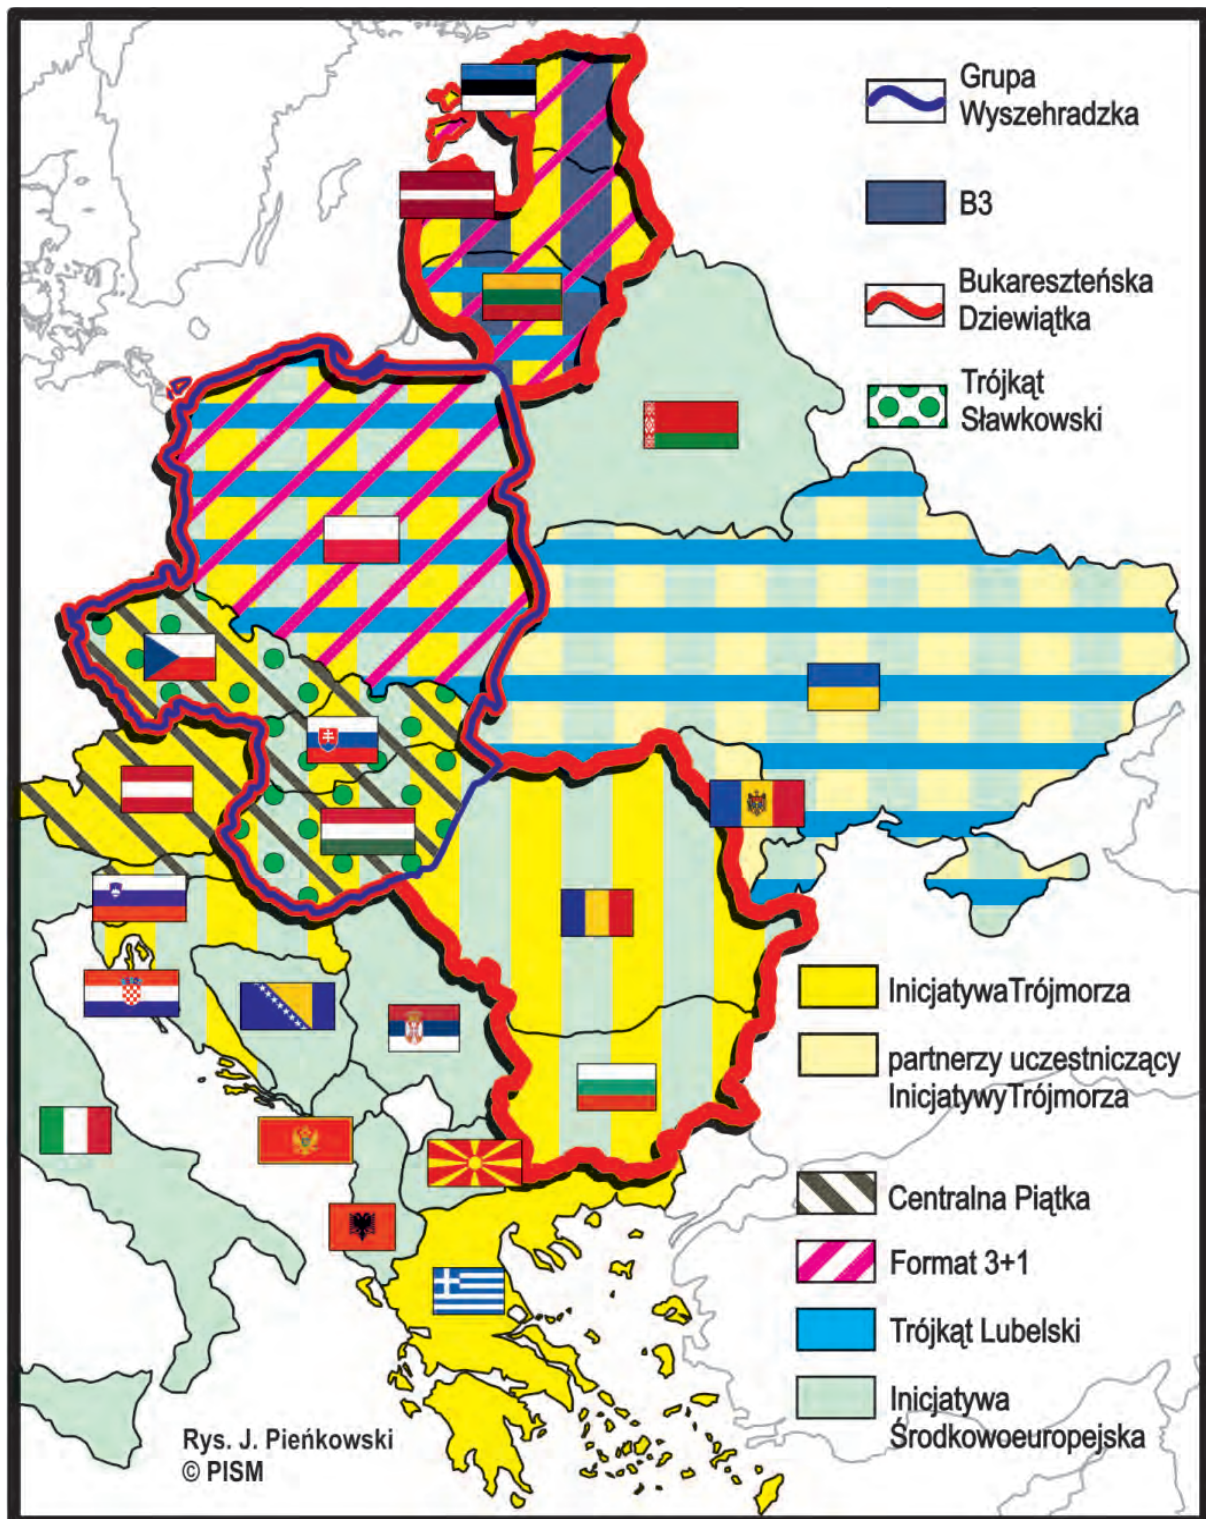 Grupa
Wyszehradzka
B3
Bukareszteńska
Dziewiątka
Trójkąt
Sławkowski
InicjatywaTrójmorza
partnerzy uczestniczący
InicjatywyTrójmorza
Centralna Piątka
Format 3+1
Trójkąt Lubelski
Inicjatywa
Środkowoeuropejska
Rys. J. Pieńkowski
© PISM